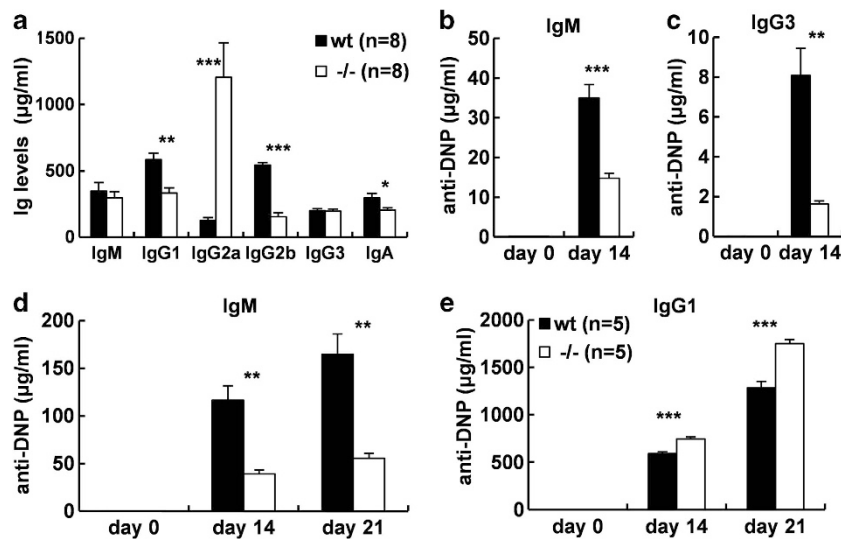 a
Ig levels (µg/ml)
1500
1000
500
0
wt (n=8)
-/- (n=8)
**
***
***
*
IgM IgG1 IgG2a IgG2b IgG3 IgA
b
IgM
anti-DNP (µg/ml)
50
40
30
20
10
0
***
day 0 day 14
c
IgG3
anti-DNP (µg/ml)
8
6
4
2
0
**
day 0 day 14
d
IgM
anti-DNP (µg/ml)
200
150
100
50
0
**
**
day 0 day 14 day 21
e
IgG1
anti-DNP (µg/ml)
2000
1500
1000
500
0
wt (n=5)
-/- (n=5)
***
***
day 0 day 14 day 21